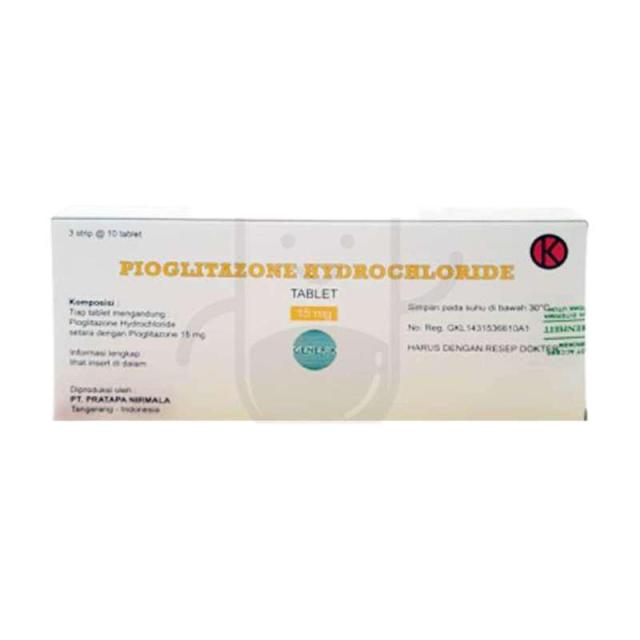 3 strip @ 10 tablet
K
PIOGLITAZONE HYDROCHLORIDE
TABLET
15 mg
GENERIK
Komposisi :
Tiap tablet mengandung :
Pioglitazone Hydrochloride
setara dengan Pioglitazone 15 mg
Informasi lengkap
lihat insert di dalam
Diproduksi oleh :
PT. PRATAPA NIRMALA
Tangerang - Indonesia
Simpan pada suhu di bawah 30°C
No. Reg. GKL1431536610A1
HARUS DENGAN RESEP DOKTER